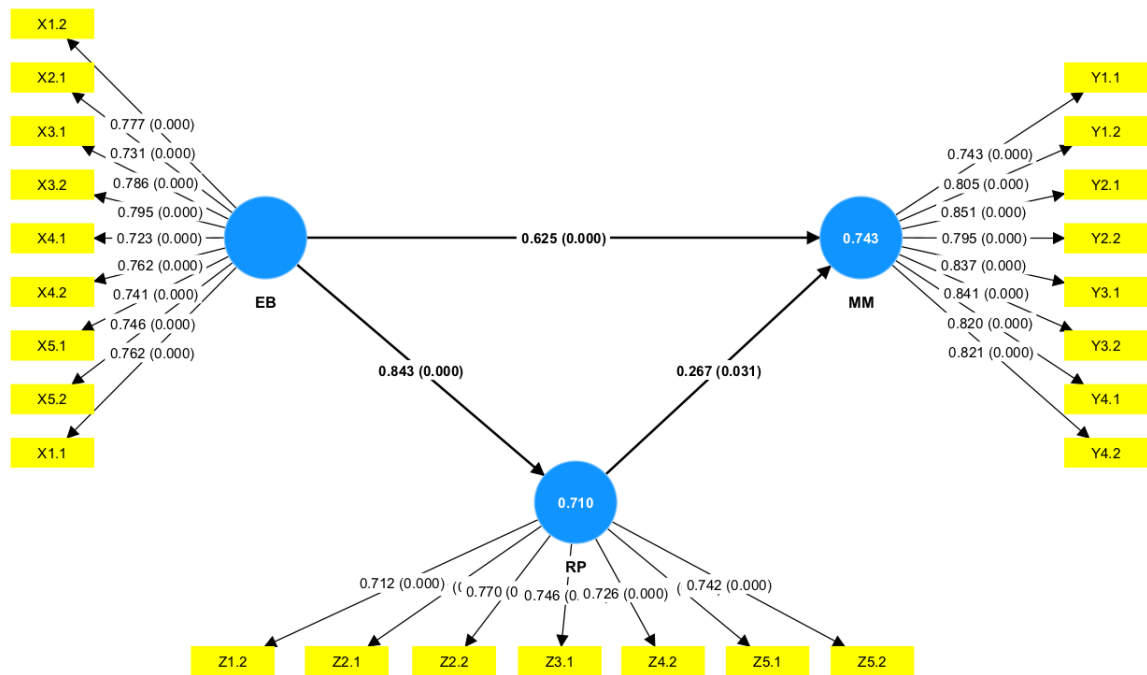 X1.2
X2.1
X3.1
X3.2
X4.1
X4.2
X5.1
X5.2
X1.1
0.777 (0.000)
0.731 (0.000)
0.786 (0.000)
0.795 (0.000)
0.723 (0.000)
0.762 (0.000)
0.741 (0.000)
0.746 (0.000)
0.762 (0.000)
EB
0.625 (0.000)
0.843 (0.000)
0.267 (0.031)
0.743
MM
0.743 (0.000)
0.805 (0.000)
0.851 (0.000)
0.795 (0.000)
0.837 (0.000)
0.841 (0.000)
0.820 (0.000)
0.821 (0.000)
Y1.1
Y1.2
Y2.1
Y2.2
Y3.1
Y3.2
Y4.1
Y4.2
0.710
RP
0.712 (0.000)
0.770
0.746
0.726 (0.000)
0.742 (0.000)
Z1.2
Z2.1
Z2.2
Z3.1
Z4.2
Z5.1
Z5.2